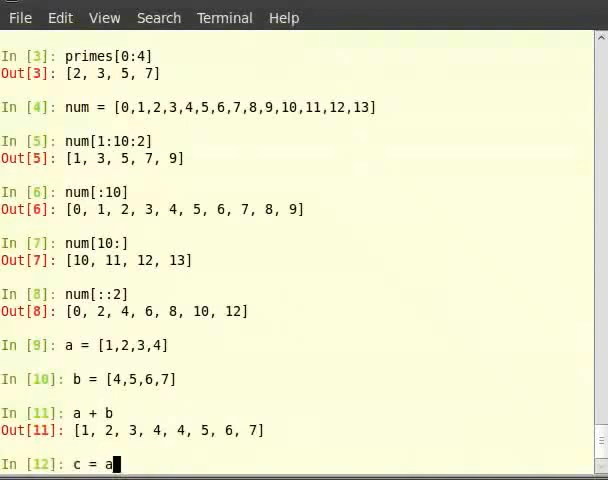 File Edit View Search Terminal Help
In [3]: primes[0:4]
Out[3]: [2, 3, 5, 7]
In [4]: num = [0,1,2,3,4,5,6,7,8,9,10,11,12,13]
In [5]: num[1:10:2]
Out[5]: [1, 3, 5, 7, 9]
In [6]: num[:10]
Out[6]: [0, 1, 2, 3, 4, 5, 6, 7, 8, 9]
In [7]: num[10:]
Out[7]: [10, 11, 12, 13]
In [8]: num[::2]
Out[8]: [0, 2, 4, 6, 8, 10, 12]
In [9]: a = [1,2,3,4]
In [10]: b = [4,5,6,7]
In [11]: a + b
Out[11]: [1, 2, 3, 4, 4, 5, 6, 7]
In [12]: c = a